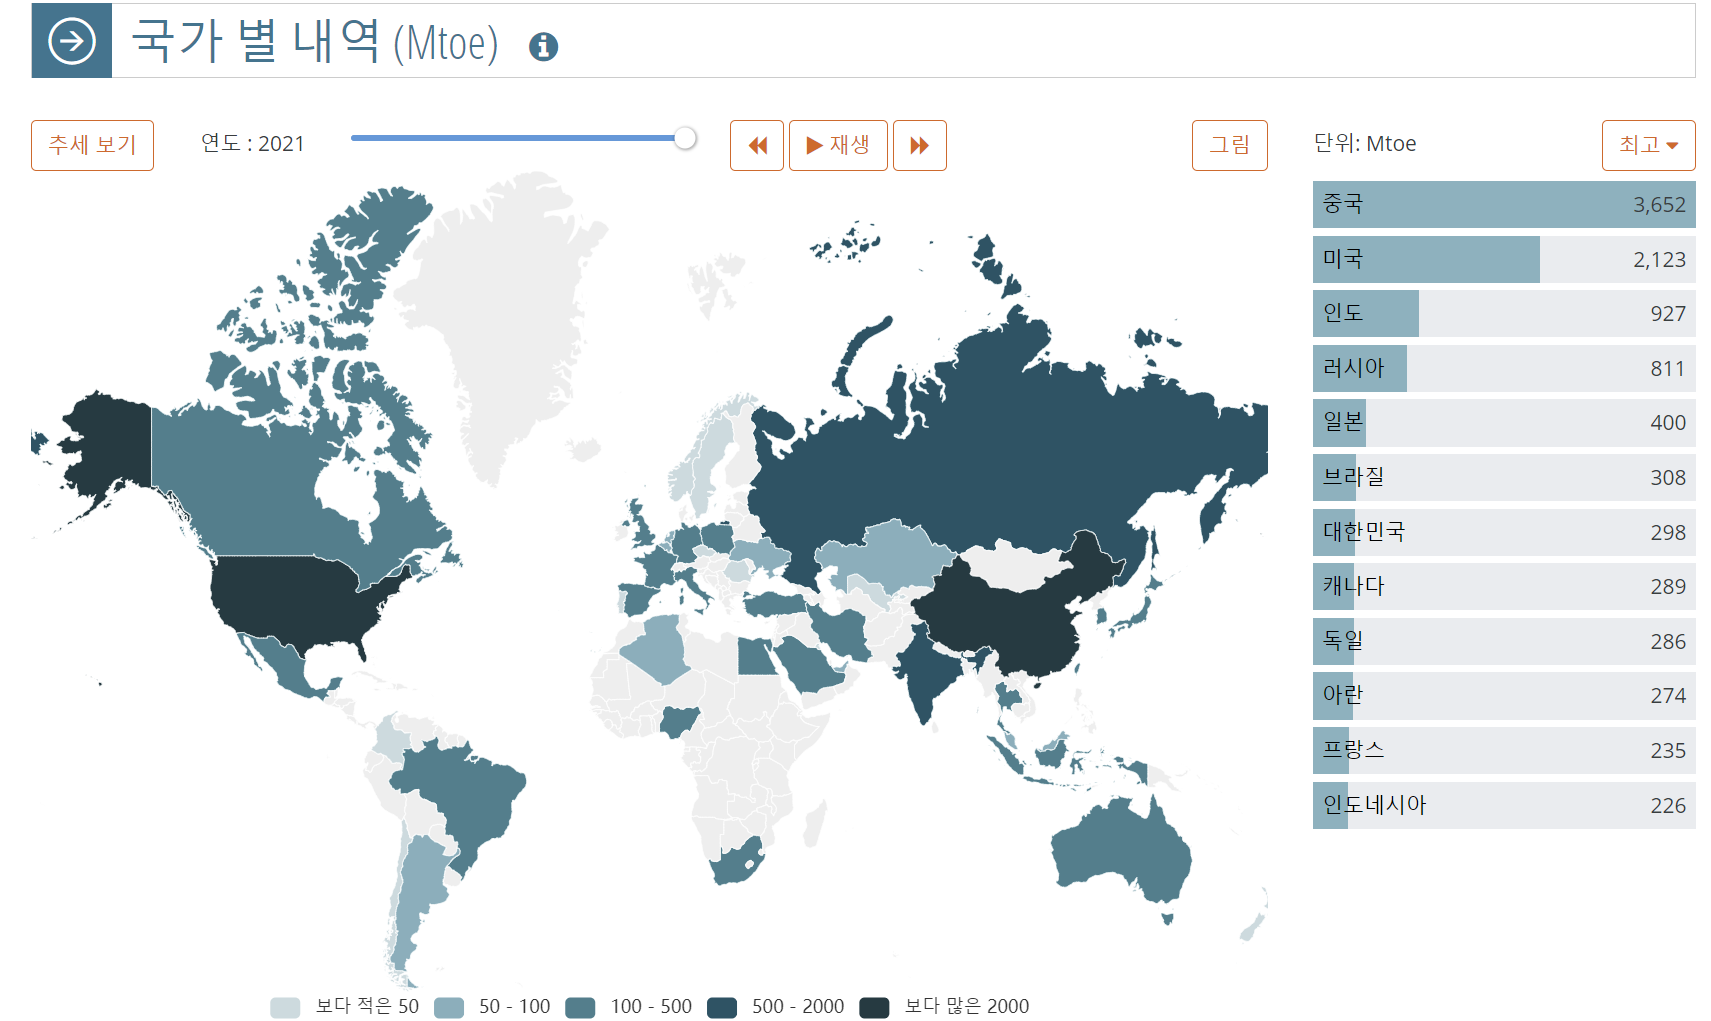 국가 별 내역 (Mtoe)
추세 보기
연도 : 2021
재생
그림
단위: Mtoe
최고
중국 3,652
미국 2,123
인도 927
러시아 811
일본 400
브라질 308
대한민국 298
캐나다 289
독일 286
아란 274
프랑스 235
인도네시아 226
보다 적은 50 50 - 100 100 - 500 500 - 2000 보다 많은 2000